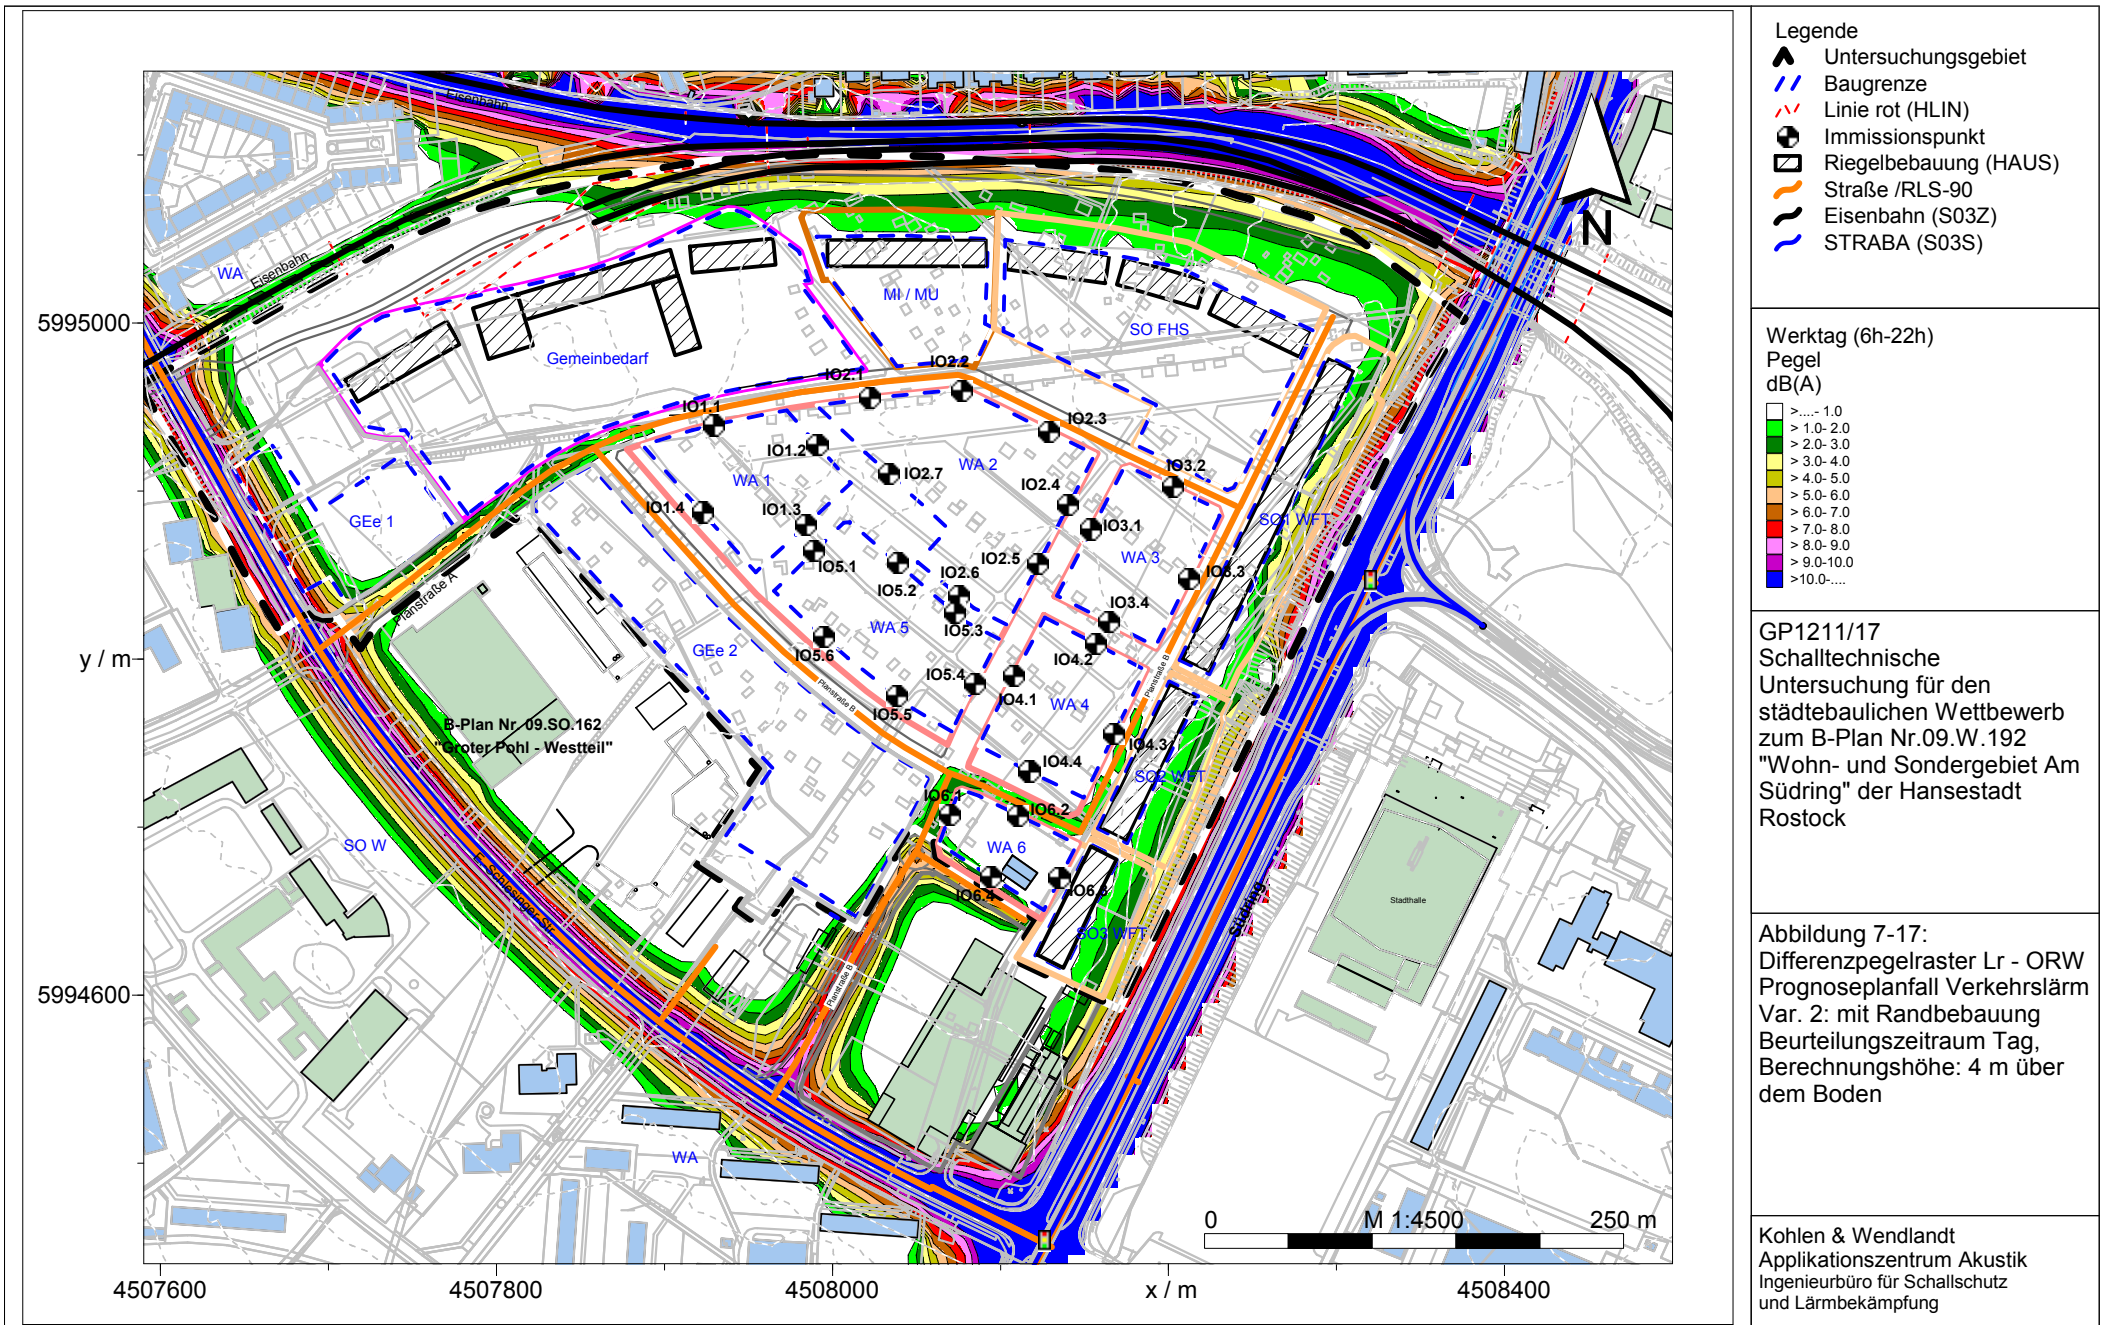 Eisenbahn
Eisenbahn
WA
MI / MU
SO FHS
Gemeinbedarf
IO2.2
IO2.1
IO1.1
IO2.3
IO1.2
IO2.7
WA 2
IO3.2
WA 1
IO2.4
IO1.4
IO1.3
GEe 1
SO1 WFT
IO3.1
WA 3
IO5.1
IO2.5
IO2.6
IO3.3
IO5.2
Planstraße A
IO3.4
WA 5
IO5.3
GEe 2
IO5.6
IO4.2
IO5.4
IO4.1
Planstraße B
Planstraße B
WA 4
IO5.5
B-Plan Nr. 09.SO.162
"Groter Pohl - Westteil"
IO4.3
IO4.4
SO2 WFT
IO6.1
IO6.2
SO W
WA 6
E. Schlesinger Str.
IO6.4
IO6.3
Stadthalle
Südring
SO3 WFT
Planstraße B
WA
N
5995000
y / m
5994600
4507600
4507800
4508000
x / m
4508400
0
M 1:4500
250 m
Legende
Untersuchungsgebiet
Baugrenze
Linie rot (HLIN)
Immissionspunkt
Riegelbebauung (HAUS)
Straße /RLS-90
Eisenbahn (S03Z)
STRABA (S03S)
Werktag (6h-22h)
Pegel
dB(A)
>....- 1.0
> 1.0- 2.0
> 2.0- 3.0
> 3.0- 4.0
> 4.0- 5.0
> 5.0- 6.0
> 6.0- 7.0
> 7.0- 8.0
> 8.0- 9.0
> 9.0-10.0
>10.0-....
GP1211/17
Schalltechnische
Untersuchung für den
städtebaulichen Wettbewerb
zum B-Plan Nr.09.W.192
"Wohn- und Sondergebiet Am
Südring" der Hansestadt
Rostock
Abbildung 7-17:
Differenzpegelraster Lr - ORW
Prognoseplanfall Verkehrslärm
Var. 2: mit Randbebauung
Beurteilungszeitraum Tag,
Berechnungshöhe: 4 m über
dem Boden
Kohlen & Wendlandt
Applikationszentrum Akustik
Ingenieurbüro für Schallschutz
und Lärmbekämpfung